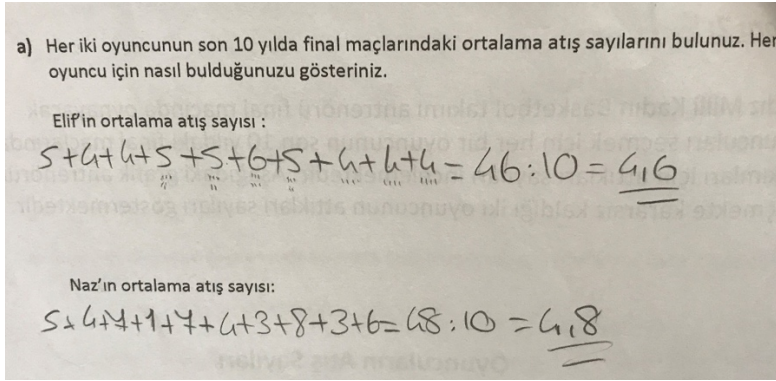 a) Her iki oyuncunun son 10 yılda final maçlarındaki ortalama atış sayılarını bulunuz. Her
oyuncu için nasıl bulduğunuzu gösteriniz.
Elif'in ortalama atış sayısı :
5+4+4+5+5+6+5+4+4+4=46:10=4,6
Naz'ın ortalama atış sayısı:
5+4+7+1+7+4+3+8+3+6=48:10=4,8